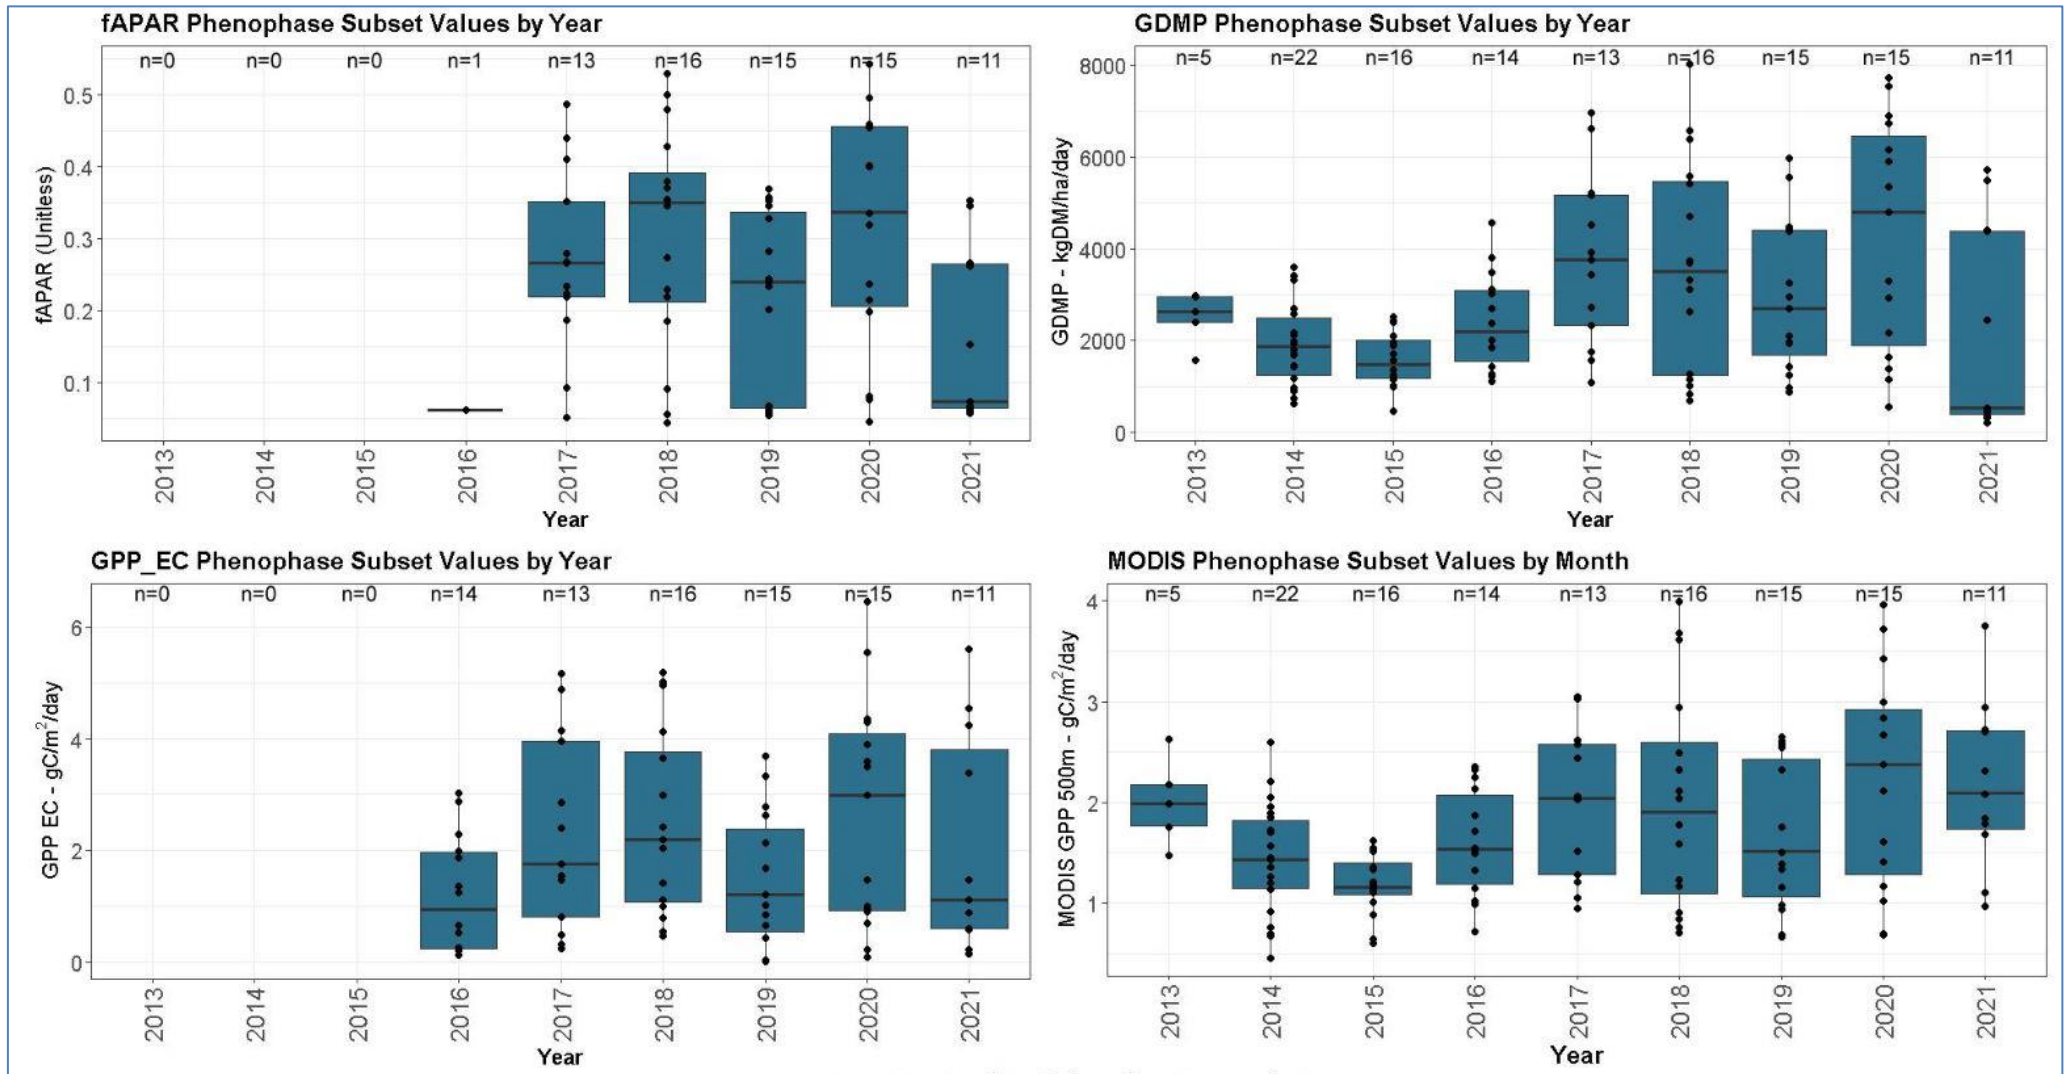 fAPAR Phenophase Subset Values by Year
n=0 n=0 n=0 n=1 n=13 n=16 n=15 n=15 n=11
0.5
0.4
0.3
0.2
0.1
fAPAR (Unitless)
2013 2014 2015 2016 2017 2018 2019 2020 2021
Year
GDMP Phenophase Subset Values by Year
n=5 n=22 n=16 n=14 n=13 n=16 n=15 n=15 n=11
8000
6000
4000
2000
0
GDMP - kgDM/ha/day
2013 2014 2015 2016 2017 2018 2019 2020 2021
Year
GPP_EC Phenophase Subset Values by Year
n=0 n=0 n=0 n=14 n=13 n=16 n=15 n=15 n=11
6
4
2
0
GPP EC - gC/m²/day
2013 2014 2015 2016 2017 2018 2019 2020 2021
Year
MODIS Phenophase Subset Values by Month
n=5 n=22 n=16 n=14 n=13 n=16 n=15 n=15 n=11
4
3
2
1
MODIS GPP 500m - gC/m²/day
2013 2014 2015 2016 2017 2018 2019 2020 2021
Year